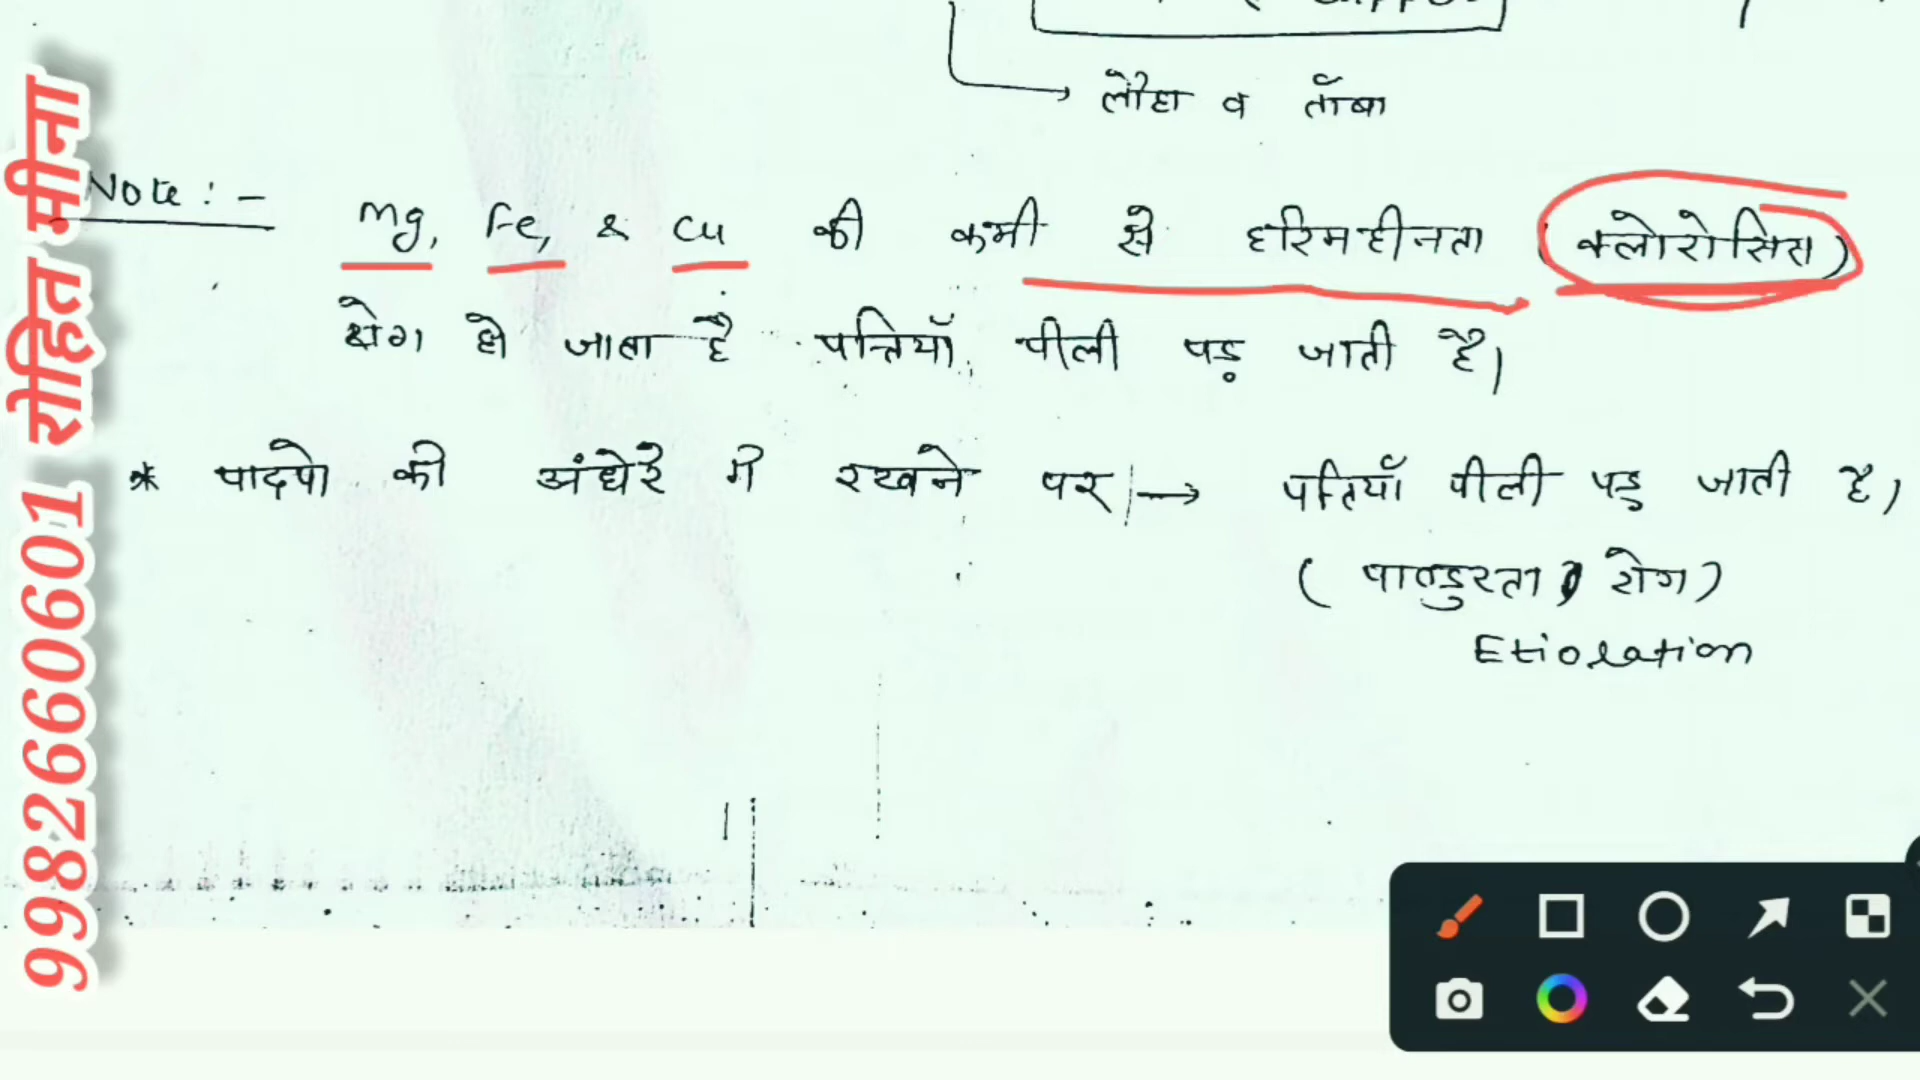 लौहा व ताँबा
Note : -
Mg, Fe, & Cu की कमी से हरिमहीनता (क्लोरोसिस)
रोग हो जाता है पत्तियाँ पीली पड़ जाती है।
* पादपो को अंधेरे में रखने पर → पतियाँ पीली पड़ जाती है।
( पाण्डुरता रोग )
Etiolation
9982660601 रोहित मीना